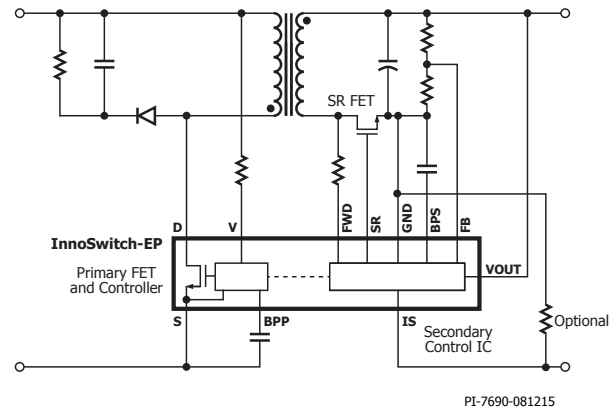 SR FET
FWD
SR
GND
BPS
FB
D
V
InnoSwitch-EP
VOUT
Primary FET
and Controller
S
BPP
IS
Secondary
Control IC
Optional
PI-7690-081215